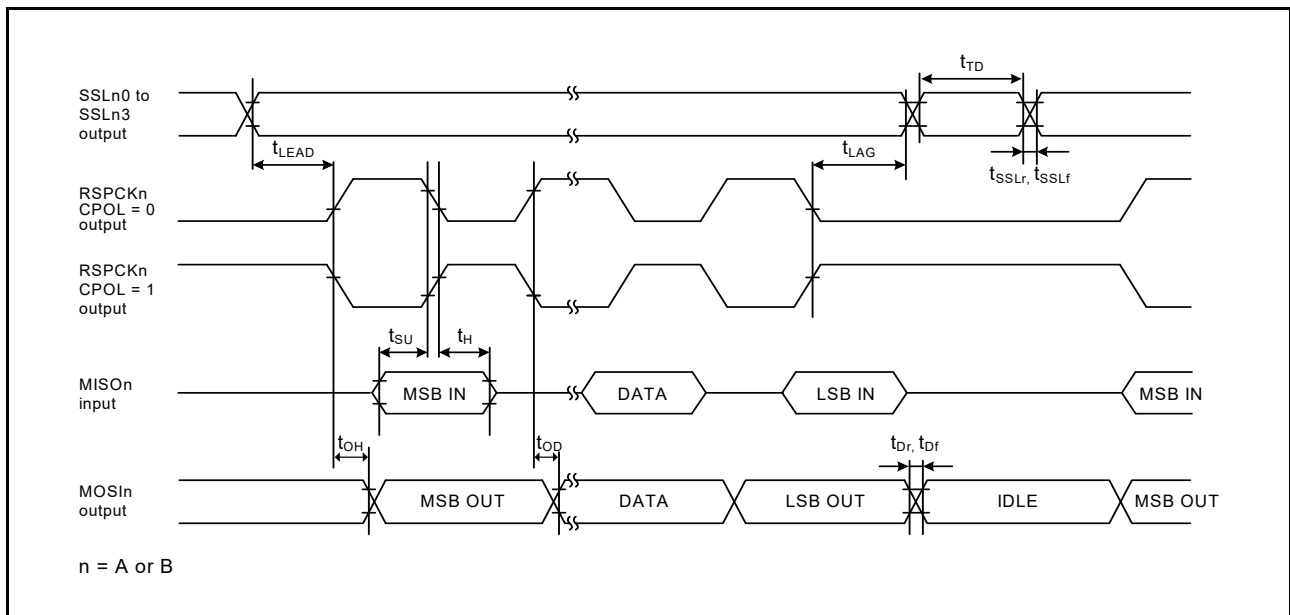 tTD
SSLn0 to
SSLn3
output
tLEAD
tLAG
tSSLr, tSSLf
RSPCKn
CPOL = 0
output
RSPCKn
CPOL = 1
output
tSU
tH
MISOn
input
MSB IN
DATA
LSB IN
MSB IN
tOH
tOD
tDr, tDf
MOSIn
output
MSB OUT
DATA
LSB OUT
IDLE
MSB OUT
n = A or B